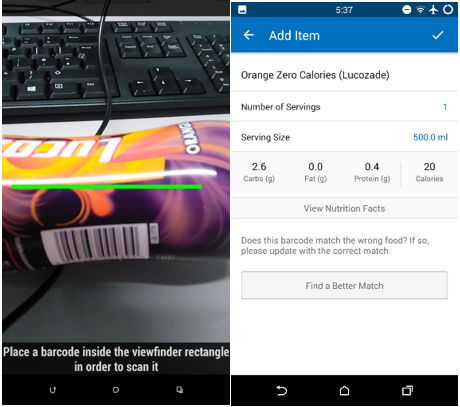 LUCOZ
ORANG
Place a barcode inside the viewfinder rectangle
in order to scan it
5:37
Add Item
Orange Zero Calories (Lucozade)
Number of Servings
1
Serving Size
500.0 ml
2.6
Carbs (g)
0.0
Fat (g)
0.4
Protein (g)
20
Calories
View Nutrition Facts
Does this barcode match the wrong food? If so,
please update with the correct match:
Find a Better Match